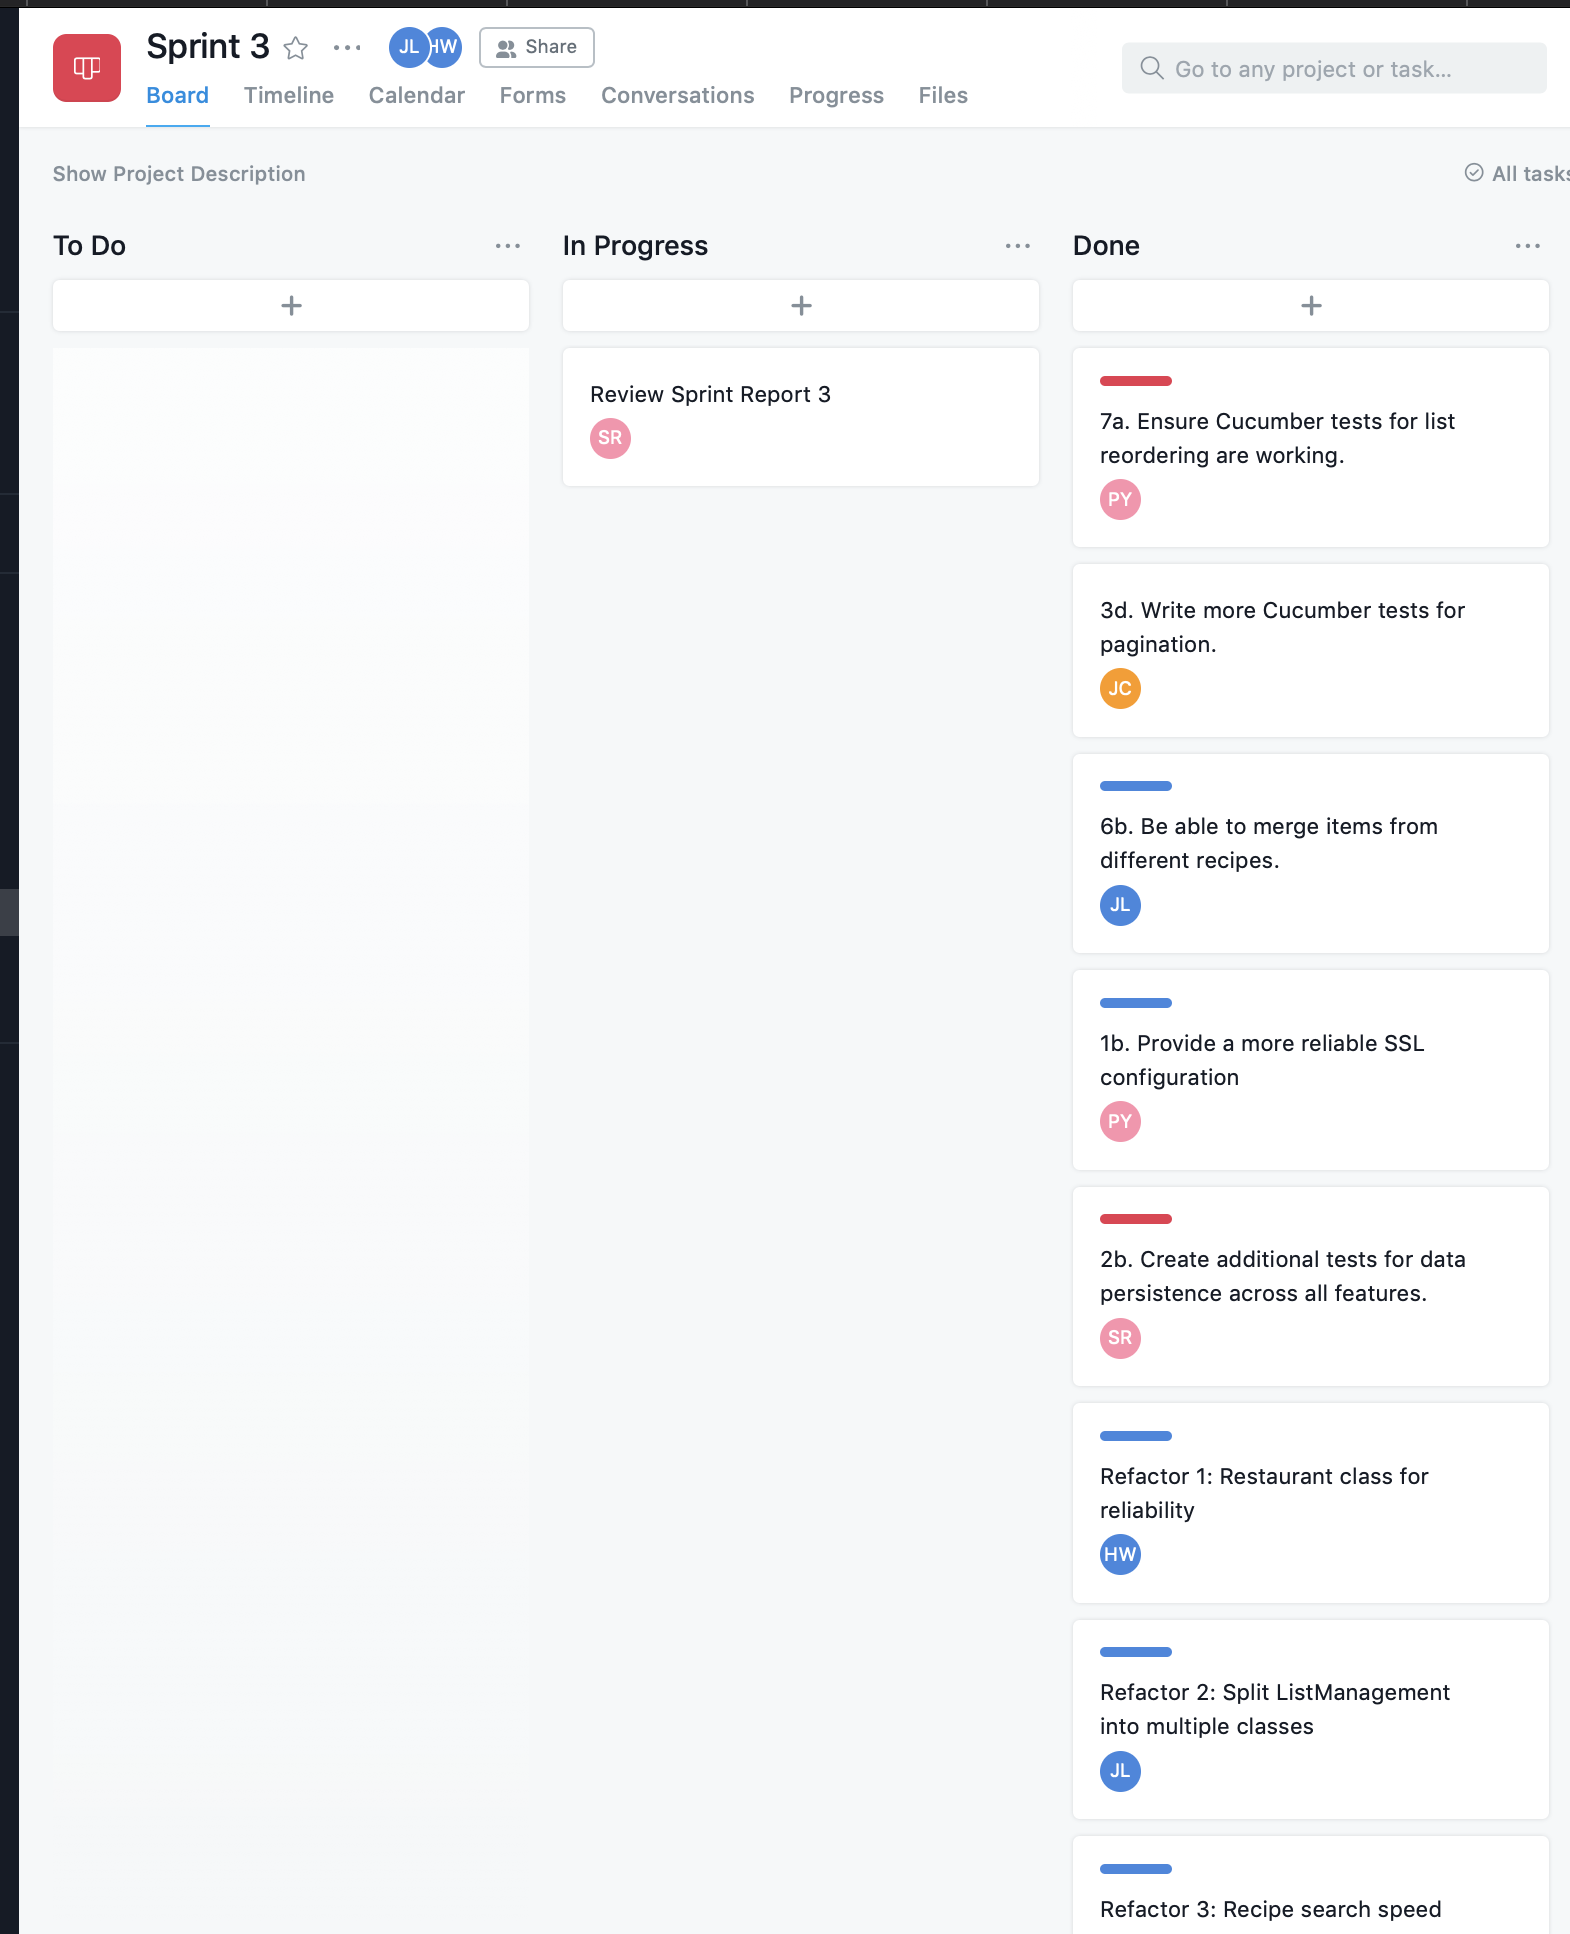 Sprint 3
JL
HW
Share
Go to any project or task...
Board
Timeline
Calendar
Forms
Conversations
Progress
Files
Show Project Description
All tasks
To Do
In Progress
Done
Review Sprint Report 3
SR
7a. Ensure Cucumber tests for list
reordering are working.
PY
3d. Write more Cucumber tests for
pagination.
JC
6b. Be able to merge items from
different recipes.
JL
1b. Provide a more reliable SSL
configuration
PY
2b. Create additional tests for data
persistence across all features.
SR
Refactor 1: Restaurant class for
reliability
HW
Refactor 2: Split ListManagement
into multiple classes
JL
Refactor 3: Recipe search speed